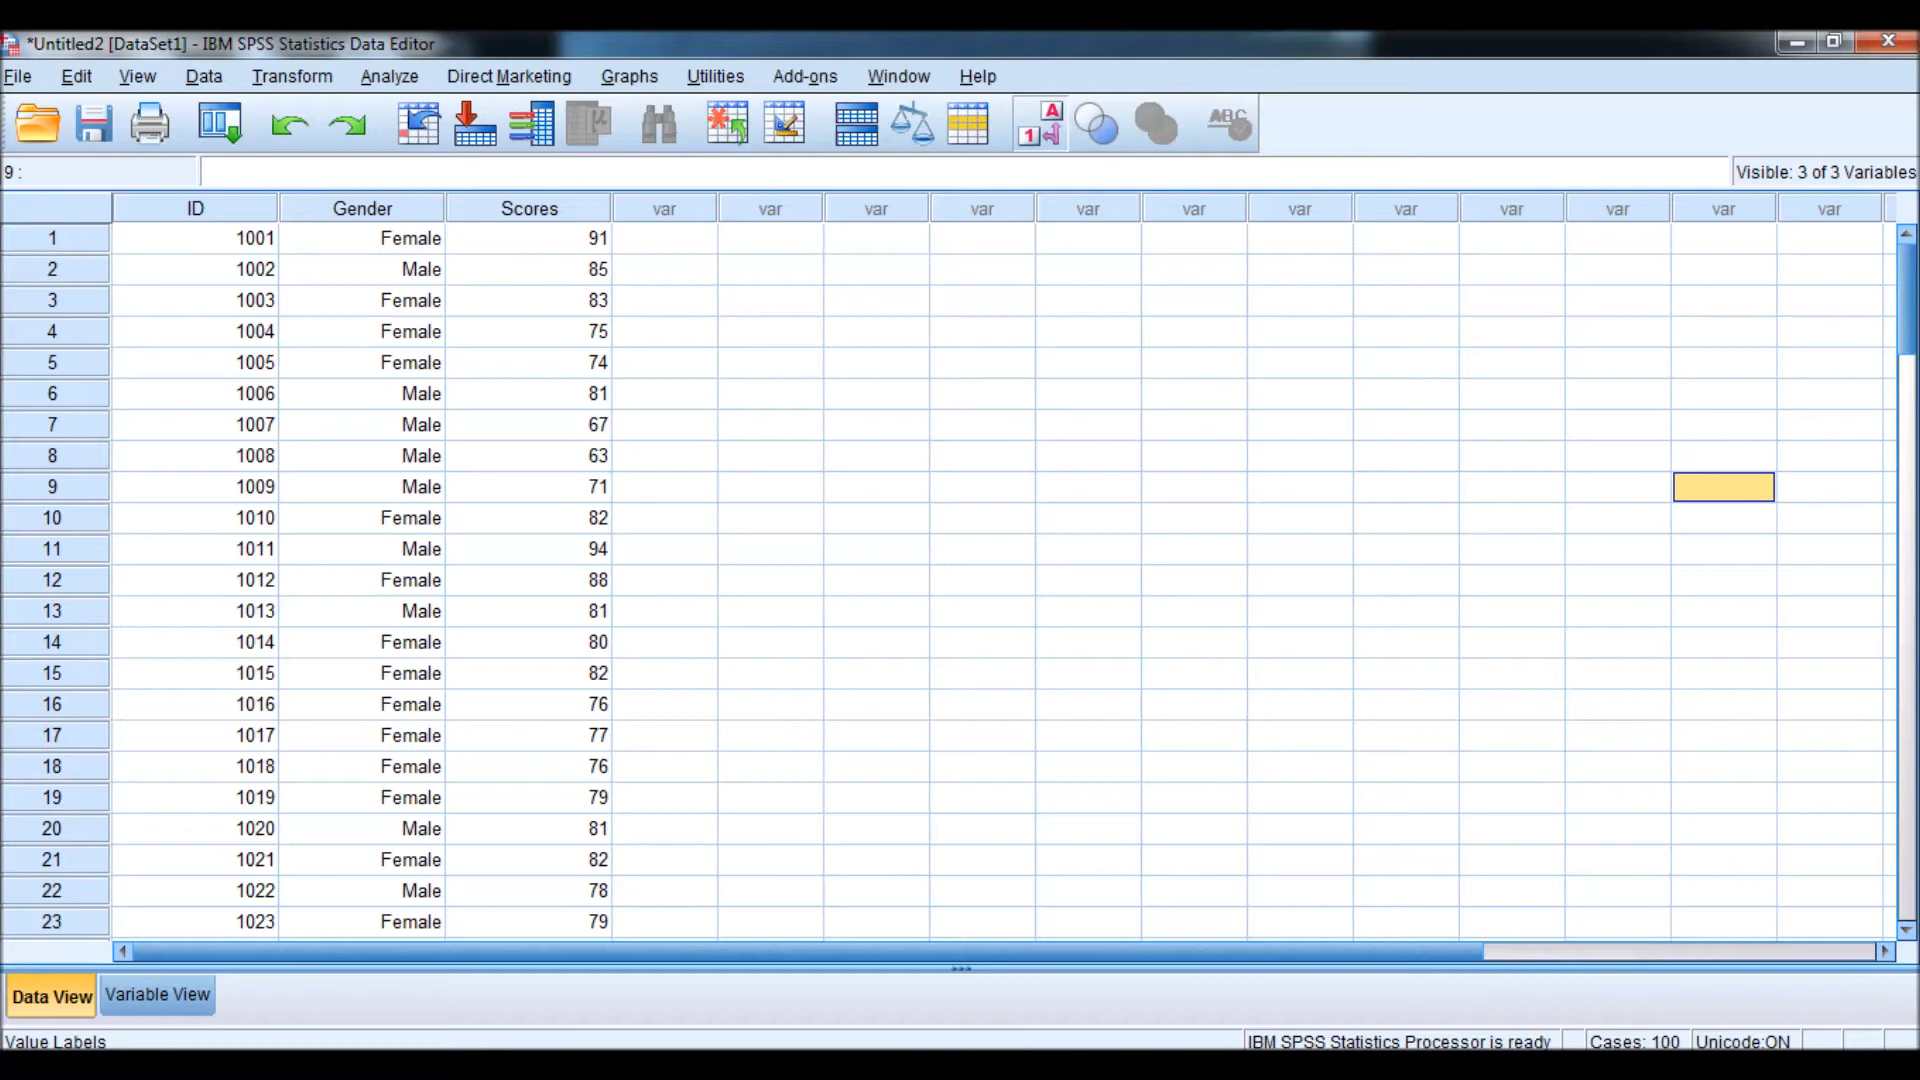 *Untitled2 [DataSet1] - IBM SPSS Statistics Data Editor
File Edit View Data Transform Analyze Direct Marketing Graphs Utilities Add-ons Window Help
A
1
ABC
9 :
Visible: 3 of 3 Variables
ID Gender Scores var var var var var var var var var var var var
1 1001 Female 91
2 1002 Male 85
3 1003 Female 83
4 1004 Female 75
5 1005 Female 74
6 1006 Male 81
7 1007 Male 67
8 1008 Male 63
9 1009 Male 71
10 1010 Female 82
11 1011 Male 94
12 1012 Female 88
13 1013 Male 81
14 1014 Female 80
15 1015 Female 82
16 1016 Female 76
17 1017 Female 77
18 1018 Female 76
19 1019 Female 79
20 1020 Male 81
21 1021 Female 82
22 1022 Male 78
23 1023 Female 79
Data View Variable View
Value Labels IBM SPSS Statistics Processor is ready Cases: 100 Unicode:ON